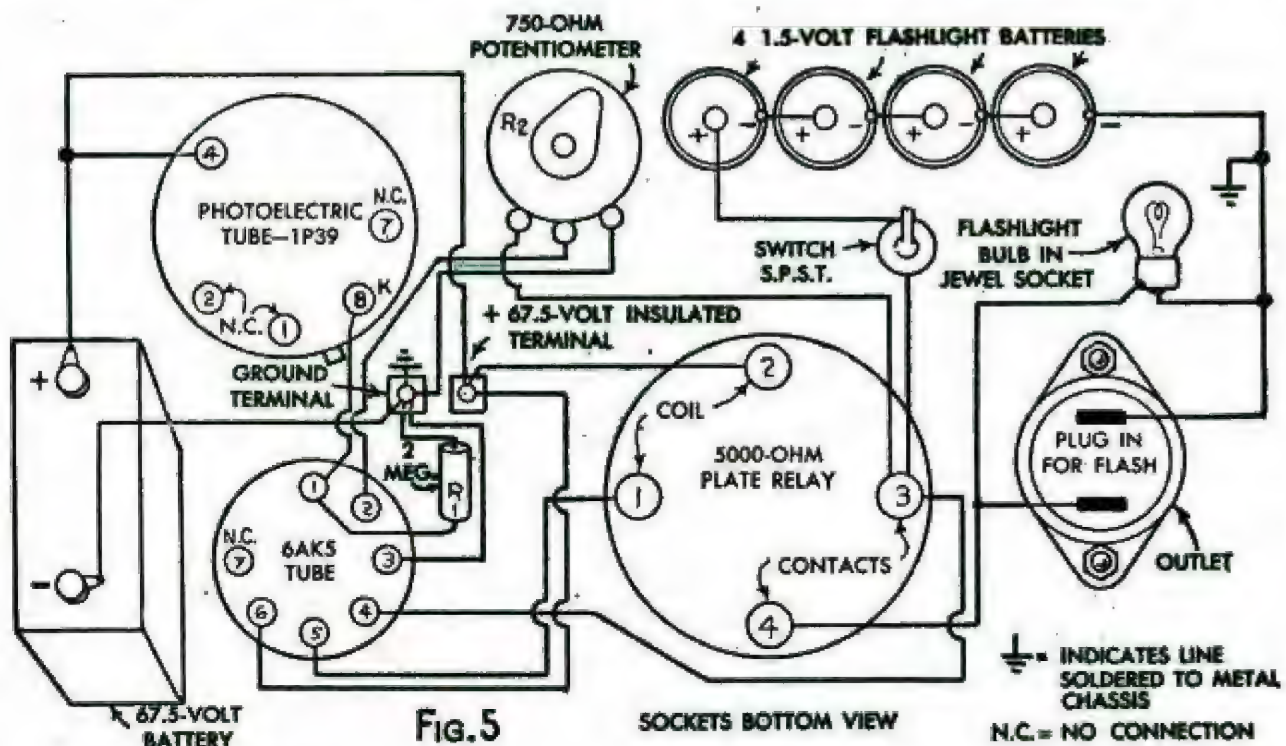 750-OHM
POTENTIOMETER
4 1.5-VOLT FLASHLIGHT BATTERIES
R2
+ - + - + - + -
4
N.C.
7
PHOTOELECTRIC
TUBE—1P39
2
N.C.
1
8 K
SWITCH
S.P.S.T.
FLASHLIGHT
BULB IN
JEWEL SOCKET
+ 67.5-VOLT INSULATED
TERMINAL
GROUND
TERMINAL
+
-
2
MEG.
R1
COIL
2
1
5000-OHM
PLATE RELAY
3
CONTACTS
4
PLUG IN
FOR FLASH
OUTLET
1
2
N.C.
7
6AK5
TUBE
3
6
5
4
67.5-VOLT
BATTERY
FIG.5
SOCKETS BOTTOM VIEW
= INDICATES LINE
SOLDERED TO METAL
CHASSIS
N.C. = NO CONNECTION